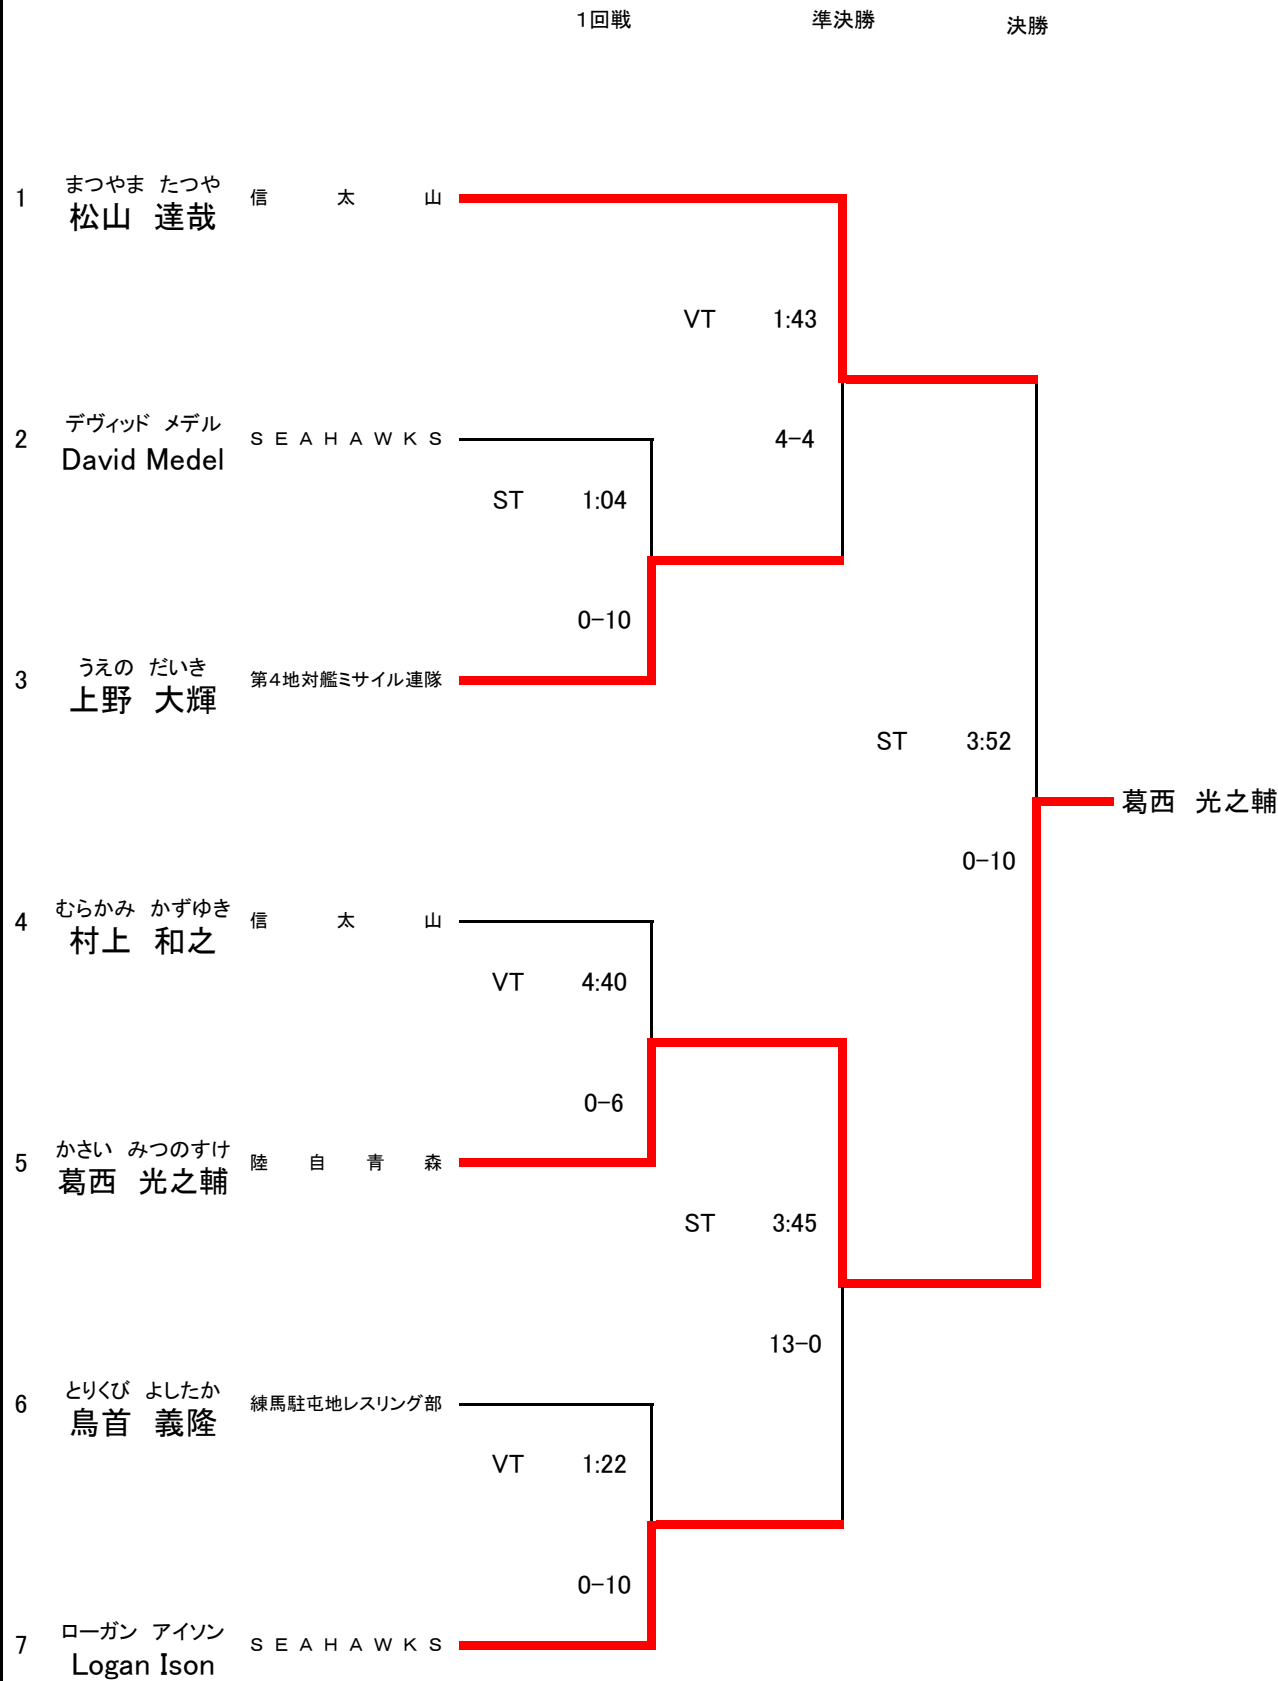 1回戦 準決勝 決勝
まつやま たつや
1 松山 達哉 信太山
VT 1:43
デヴィッド メデル
2 David Medel SEAHAWKS
4-4
ST 1:04
0-10
うえの だいき
3 上野 大輝 第4地対艦ミサイル連隊
ST 3:52
葛西 光之輔
0-10
むらかみ かずゆき
4 村上 和之 信太山
VT 4:40
0-6
かさい みつのすけ
5 葛西 光之輔 陸自青森
ST 3:45
13-0
とりくび よしたか
6 鳥首 義隆 練馬駐屯地レスリング部
VT 1:22
0-10
ローガン アイソン
7 Logan Ison SEAHAWKS